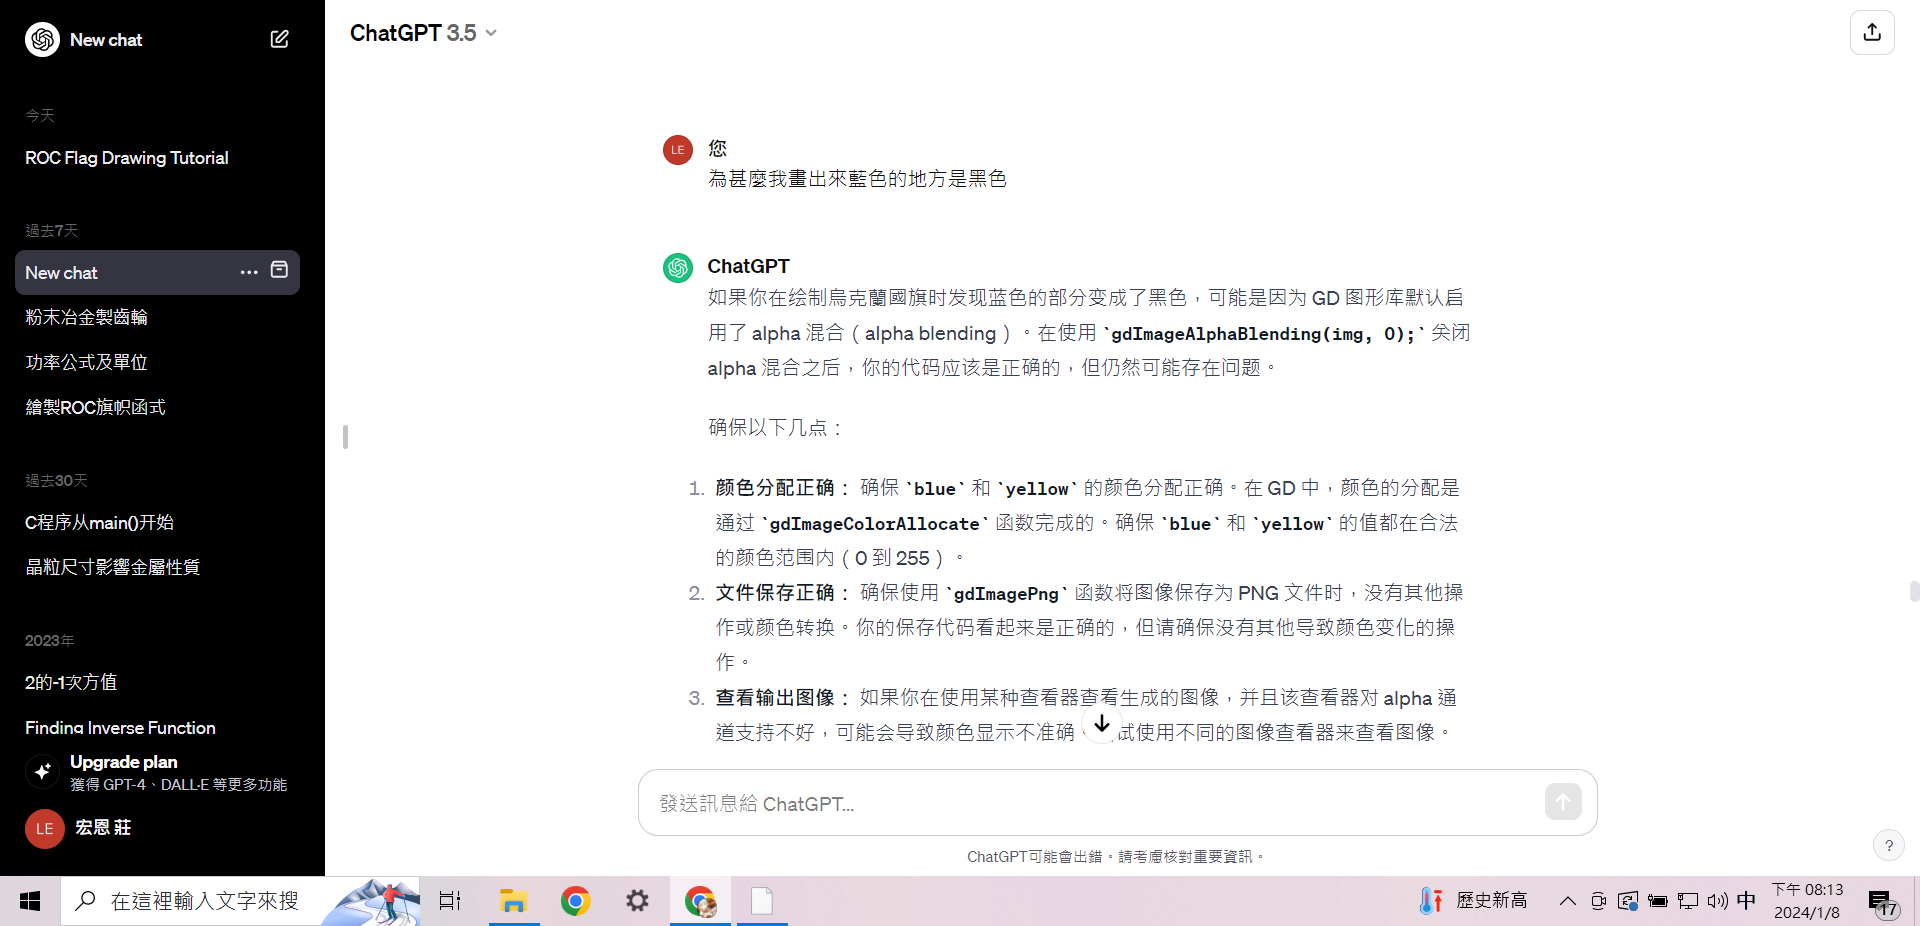 New chat
今天
ROC Flag Drawing Tutorial
過去7天
New chat
粉末冶金製齒輪
功率公式及單位
繪製ROC旗幟函式
過去30天
C程序从main()开始
晶粒尺寸影響金屬性質
2023年
2的-1次方值
Finding Inverse Function
Upgrade plan
獲得 GPT-4、DALL·E 等更多功能
LE
宏恩 莊
ChatGPT 3.5
LE
您
為甚麼我畫出來藍色的地方是黑色
ChatGPT
如果你在绘制烏克蘭國旗时发现蓝色的部分变成了黑色，可能是因为 GD 图形库默认启
用了 alpha 混合（alpha blending）。在使用 `gdImageAlphaBlending(img, 0);` 关闭
alpha 混合之后，你的代码应该是正确的，但仍然可能存在问题。
确保以下几点：
1. 颜色分配正确： 确保 `blue` 和 `yellow` 的颜色分配正确。在 GD 中，颜色的分配是
通过 `gdImageColorAllocate` 函数完成的。确保 `blue` 和 `yellow` 的值都在合法
的颜色范围内（0 到 255）。
2. 文件保存正确： 确保使用 `gdImagePng` 函数将图像保存为 PNG 文件时，没有其他操
作或颜色转换。你的保存代码看起来是正确的，但请确保没有其他导致颜色变化的操
作。
3. 查看输出图像： 如果你在使用某种查看器查看生成的图像，并且该查看器对 alpha 通
道支持不好，可能会导致颜色显示不准确 试使用不同的图像查看器来查看图像。
發送訊息給 ChatGPT...
ChatGPT可能會出錯。請考慮核對重要資訊。
?
在這裡輸入文字來搜
歷史新高
中
下午 08:13
2024/1/8
17